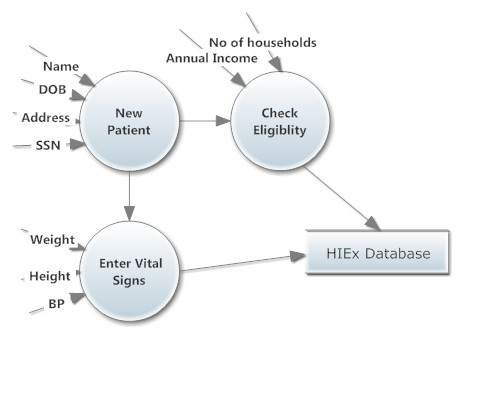 No of households
Annual Income
Name
DOB
Address
SSN
New
Patient
Check
Eligiblity
Weight
Height
BP
Enter Vital
Signs
HIEx Database